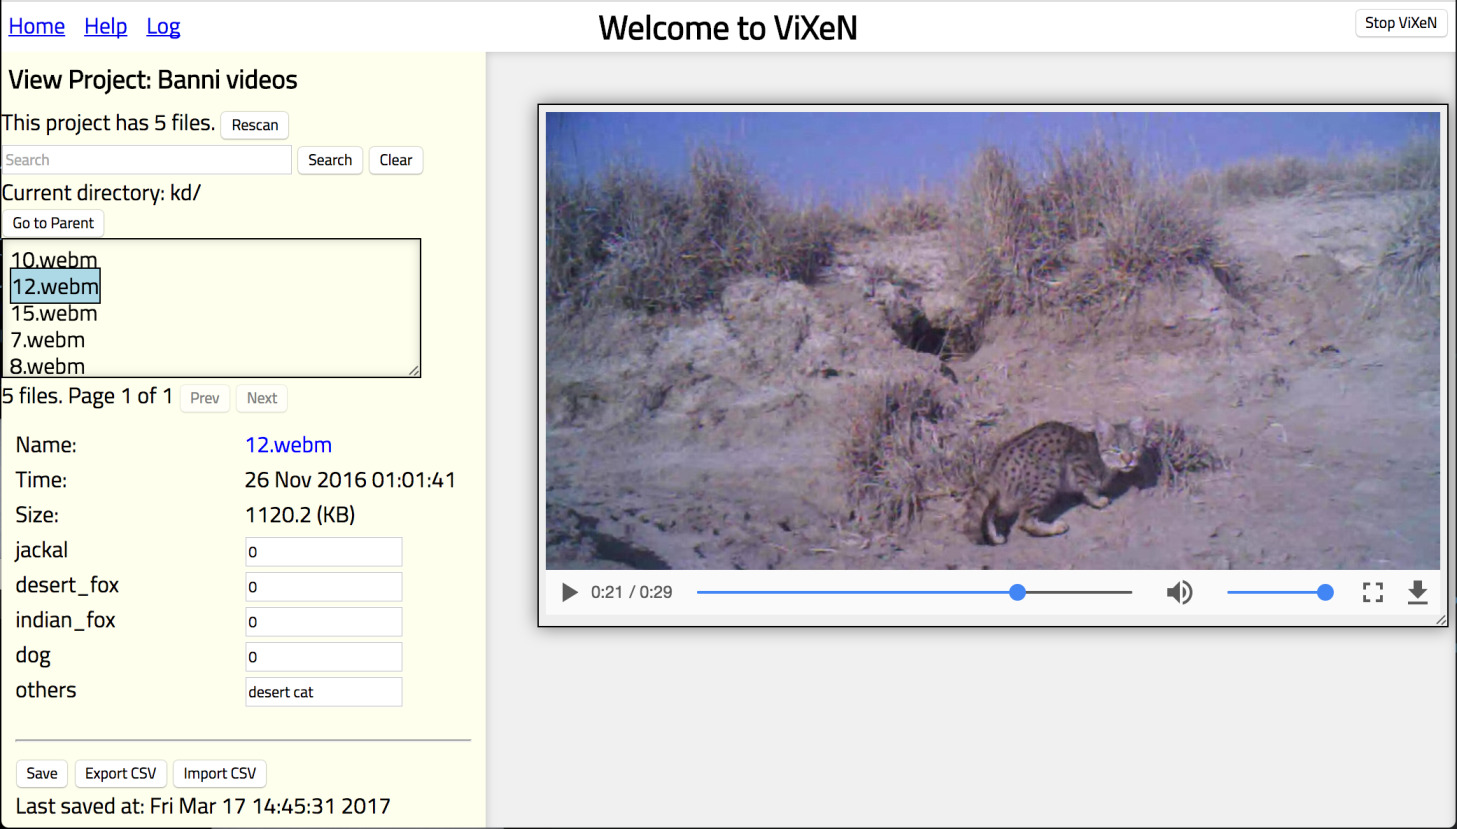 Home Help Log
Welcome to ViXeN
Stop ViXeN
View Project: Banni videos
This project has 5 files. Rescan
Search Search Clear
Current directory: kd/
Go to Parent
10.webm
12.webm
15.webm
7.webm
8.webm
5 files. Page 1 of 1 Prev Next
Name: 12.webm
Time: 26 Nov 2016 01:01:41
Size: 1120.2 (KB)
jackal 0
desert_fox 0
indian_fox 0
dog 0
others desert cat
Save Export CSV Import CSV
Last saved at: Fri Mar 17 14:45:31 2017
0:21 / 0:29